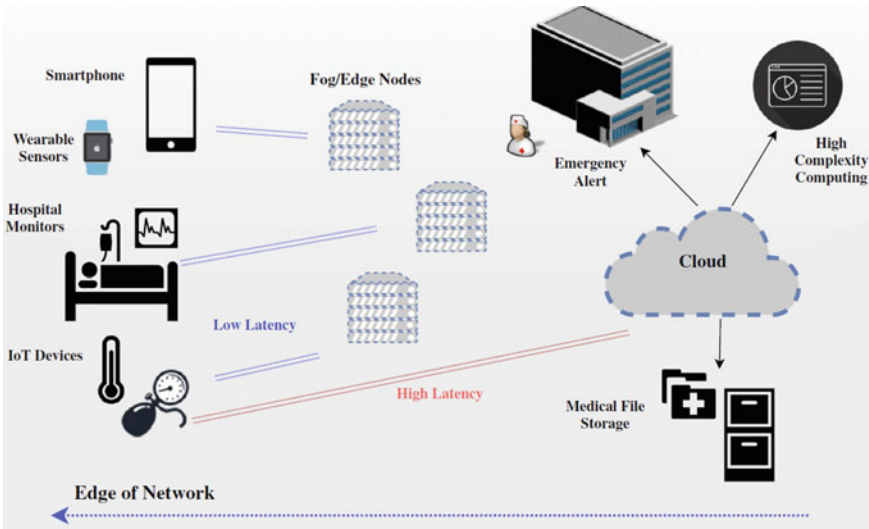 Smartphone
Wearable
Sensors
Hospital
Monitors
IoT Devices
Fog/Edge Nodes
Low Latency
High Latency
Emergency
Alert
High
Complexity
Computing
Cloud
Medical File
Storage
Edge of Network